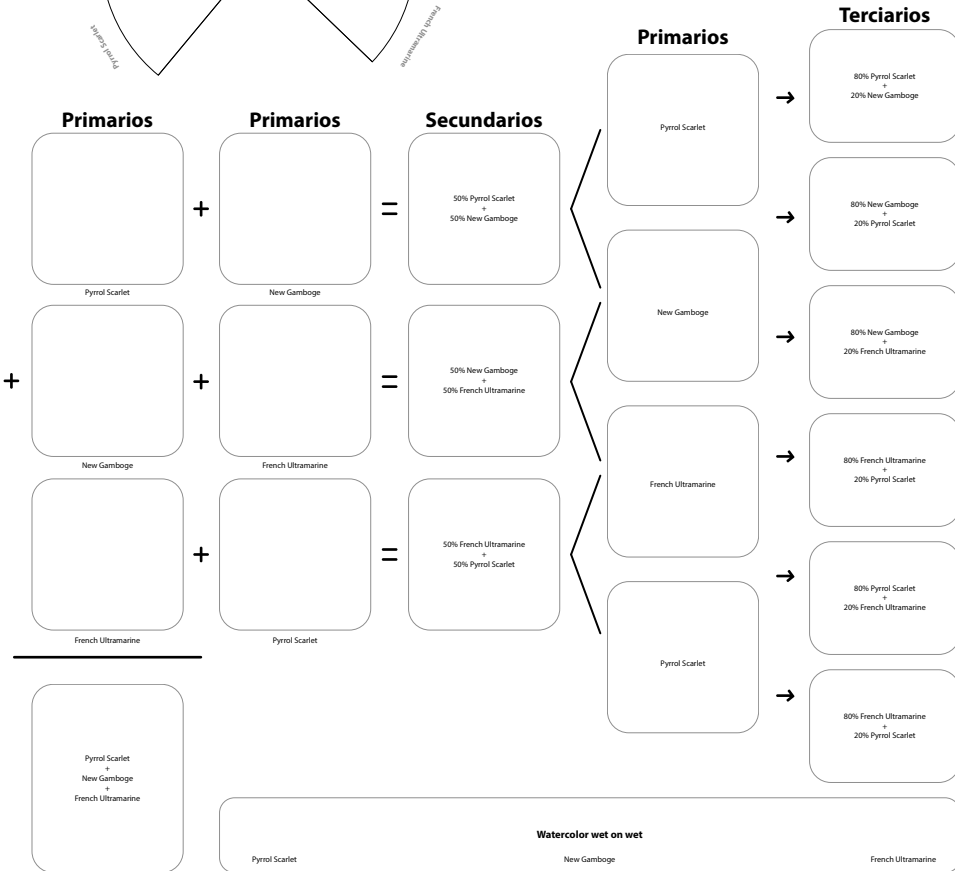 Pyrrol Scarlet
French Ultramarine
Primarios
Primarios
Secundarios
Primarios
Terciarios
+
=
50% Pyrrol Scarlet
+
50% New Gamboge
Pyrrol Scarlet
New Gamboge
+
+
=
50% New Gamboge
+
50% French Ultramarine
New Gamboge
French Ultramarine
+
=
50% French Ultramarine
+
50% Pyrrol Scarlet
French Ultramarine
Pyrrol Scarlet
Pyrrol Scarlet
+
New Gamboge
+
French Ultramarine
Pyrrol Scarlet
New Gamboge
French Ultramarine
Pyrrol Scarlet
→
80% Pyrrol Scarlet
+
20% New Gamboge
→
80% New Gamboge
+
20% Pyrrol Scarlet
→
80% New Gamboge
+
20% French Ultramarine
→
80% French Ultramarine
+
20% Pyrrol Scarlet
→
80% Pyrrol Scarlet
+
20% French Ultramarine
→
80% French Ultramarine
+
20% Pyrrol Scarlet
Watercolor wet on wet
Pyrrol Scarlet
New Gamboge
French Ultramarine